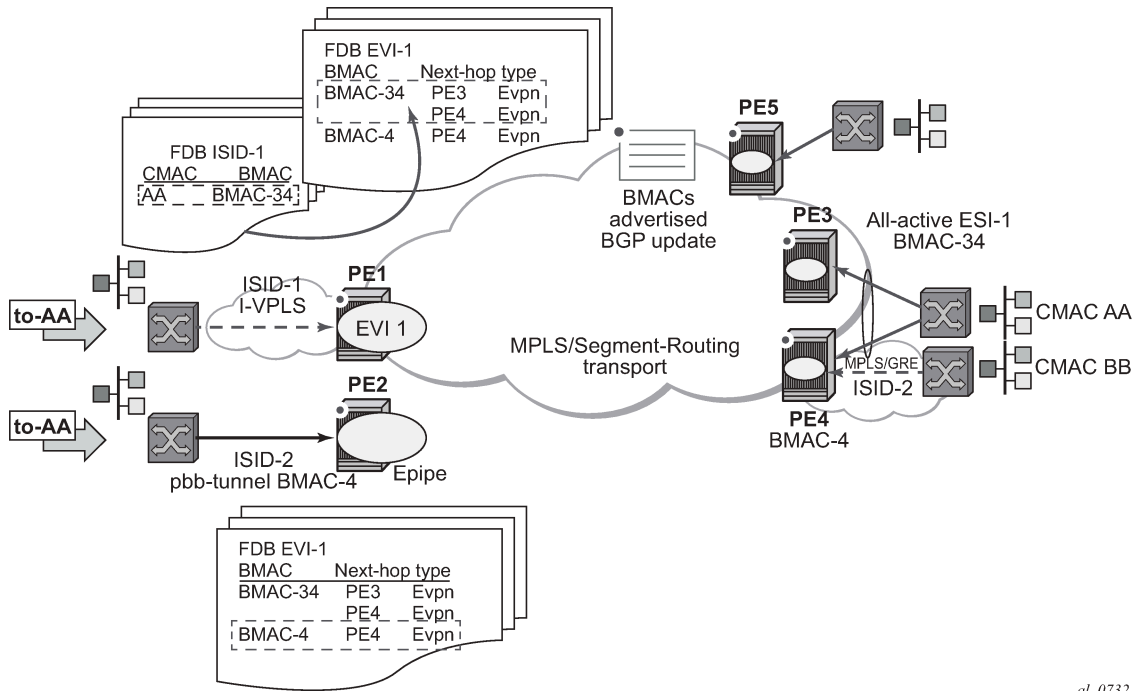 FDB EVI-1
BMAC Next-hop type
BMAC-34 PE3 Evpn
PE4 Evpn
BMAC-4 PE4 Evpn
FDB ISID-1
CMAC BMAC
AA BMAC-34
BMACs
advertised
BGP update
PE5
PE3
All-active ESI-1
BMAC-34
to-AA
ISID-1
I-VPLS
PE1
EVI 1
MPLS/Segment-Routing
transport
CMAC AA
MPLS/GRE
ISID-2
CMAC BB
PE4
BMAC-4
to-AA
PE2
ISID-2
pbb-tunnel BMAC-4
Epipe
FDB EVI-1
BMAC Next-hop type
BMAC-34 PE3 Evpn
PE4 Evpn
BMAC-4 PE4 Evpn
al_0732